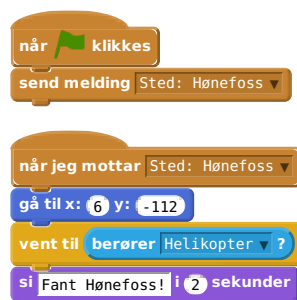 når klikkes
send melding Sted: Hønefoss
når jeg mottar Sted: Hønefoss
gå til x: 6 y: -112
vent til berører Helikopter ?
si Fant Hønefoss! i 2 sekunder